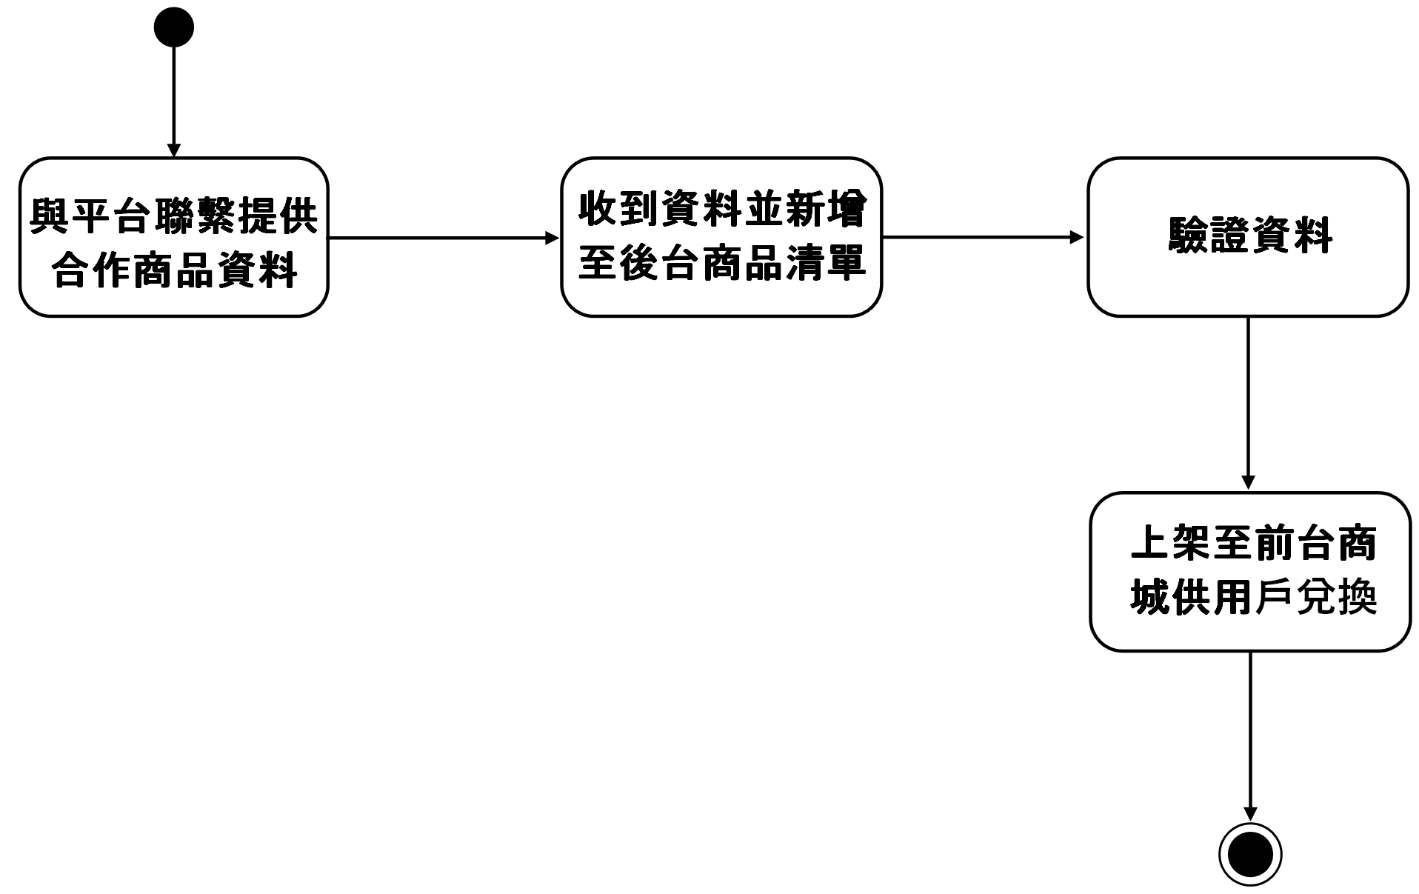 與平台聯繫提供
合作商品資料
收到資料並新增
至後台商品清單
驗證資料
上架至前台商
城供用戶兌換